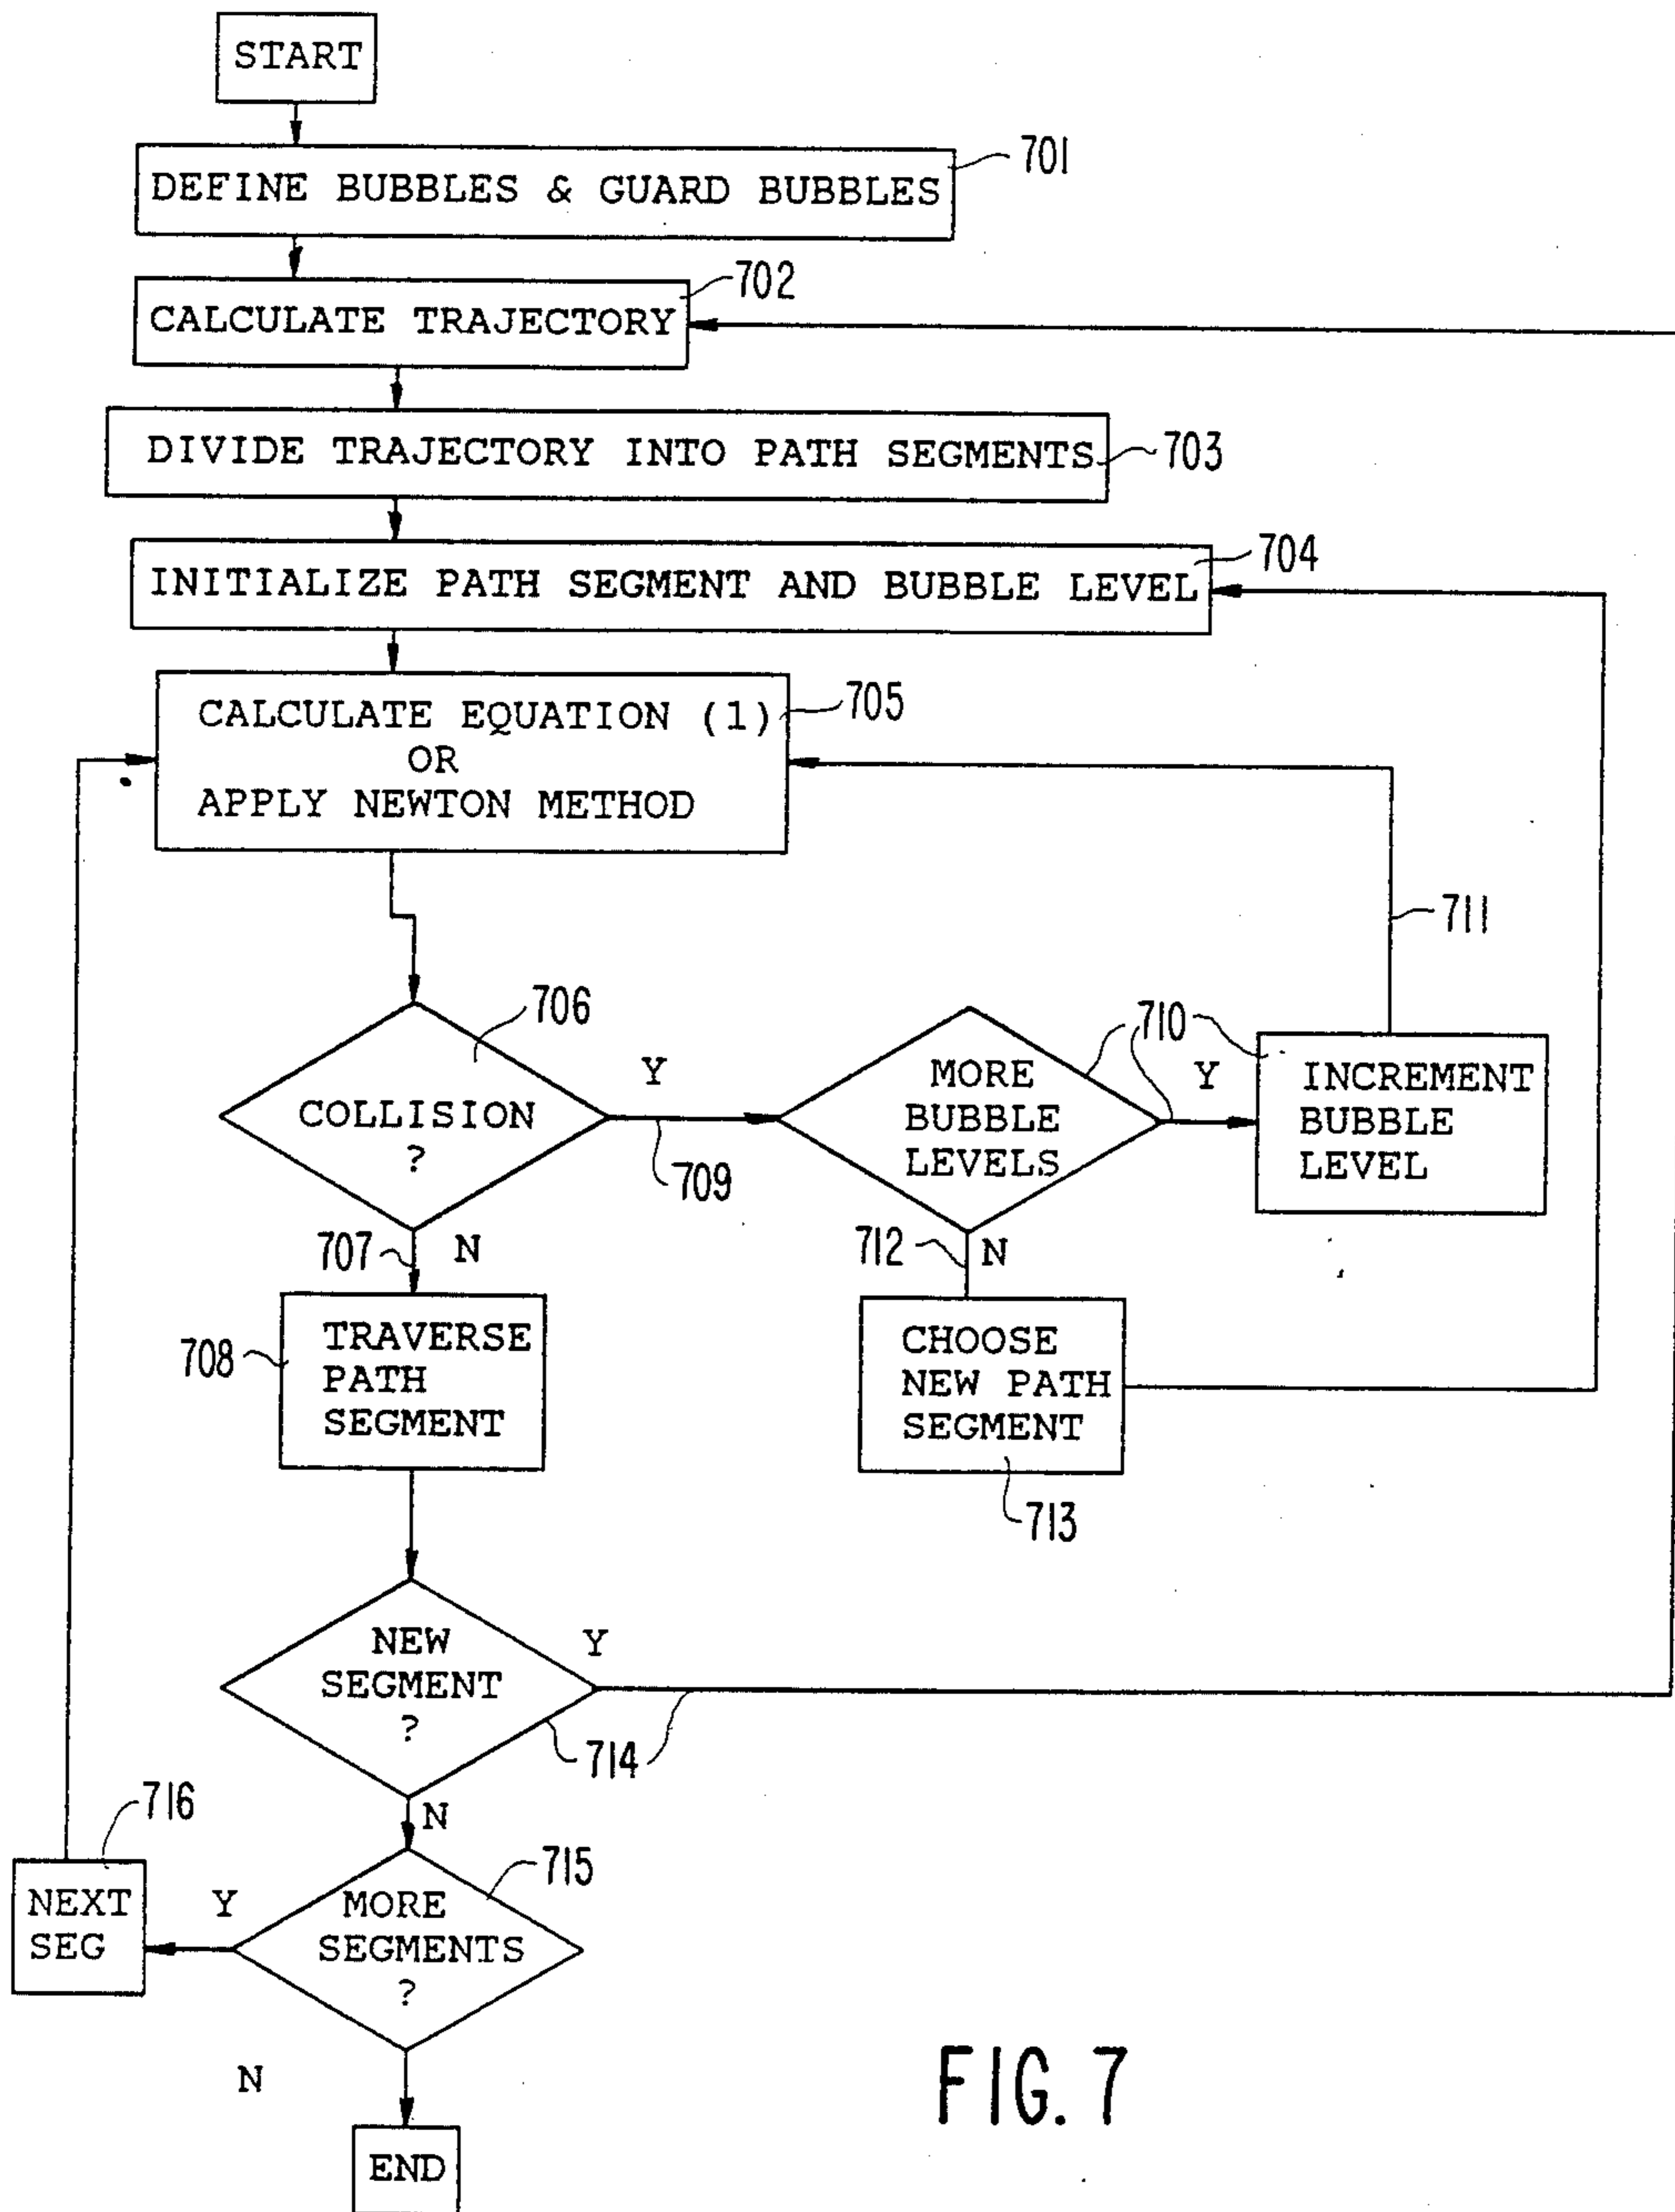 START
701
DEFINE BUBBLES & GUARD BUBBLES
702
CALCULATE TRAJECTORY
DIVIDE TRAJECTORY INTO PATH SEGMENTS
703
704
INITIALIZE PATH SEGMENT AND BUBBLE LEVEL
705
CALCULATE EQUATION (1)
OR
APPLY NEWTON METHOD
711
706
COLLISION
?
Y
709
710
MORE
BUBBLE
LEVELS
Y
INCREMENT
BUBBLE
LEVEL
707
N
712
N
708
TRAVERSE
PATH
SEGMENT
CHOOSE
NEW PATH
SEGMENT
713
NEW
SEGMENT
?
Y
714
N
716
715
NEXT
SEG
Y
MORE
SEGMENTS
?
N
END
FIG. 7